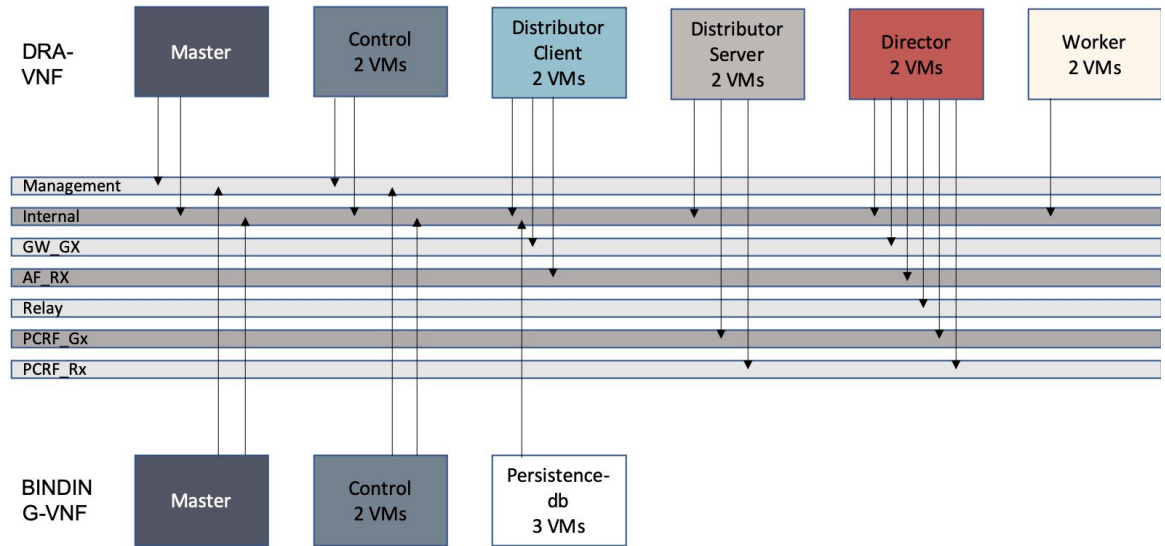 DRA-
VNF
Master
Control
2 VMs
Distributor
Client
2 VMs
Distributor
Server
2 VMs
Director
2 VMs
Worker
2 VMs
Management
Internal
GW_GX
AF_RX
Relay
PCRF_Gx
PCRF_Rx
BINDIN
G-VNF
Master
Control
2 VMs
Persistence-
db
3 VMs